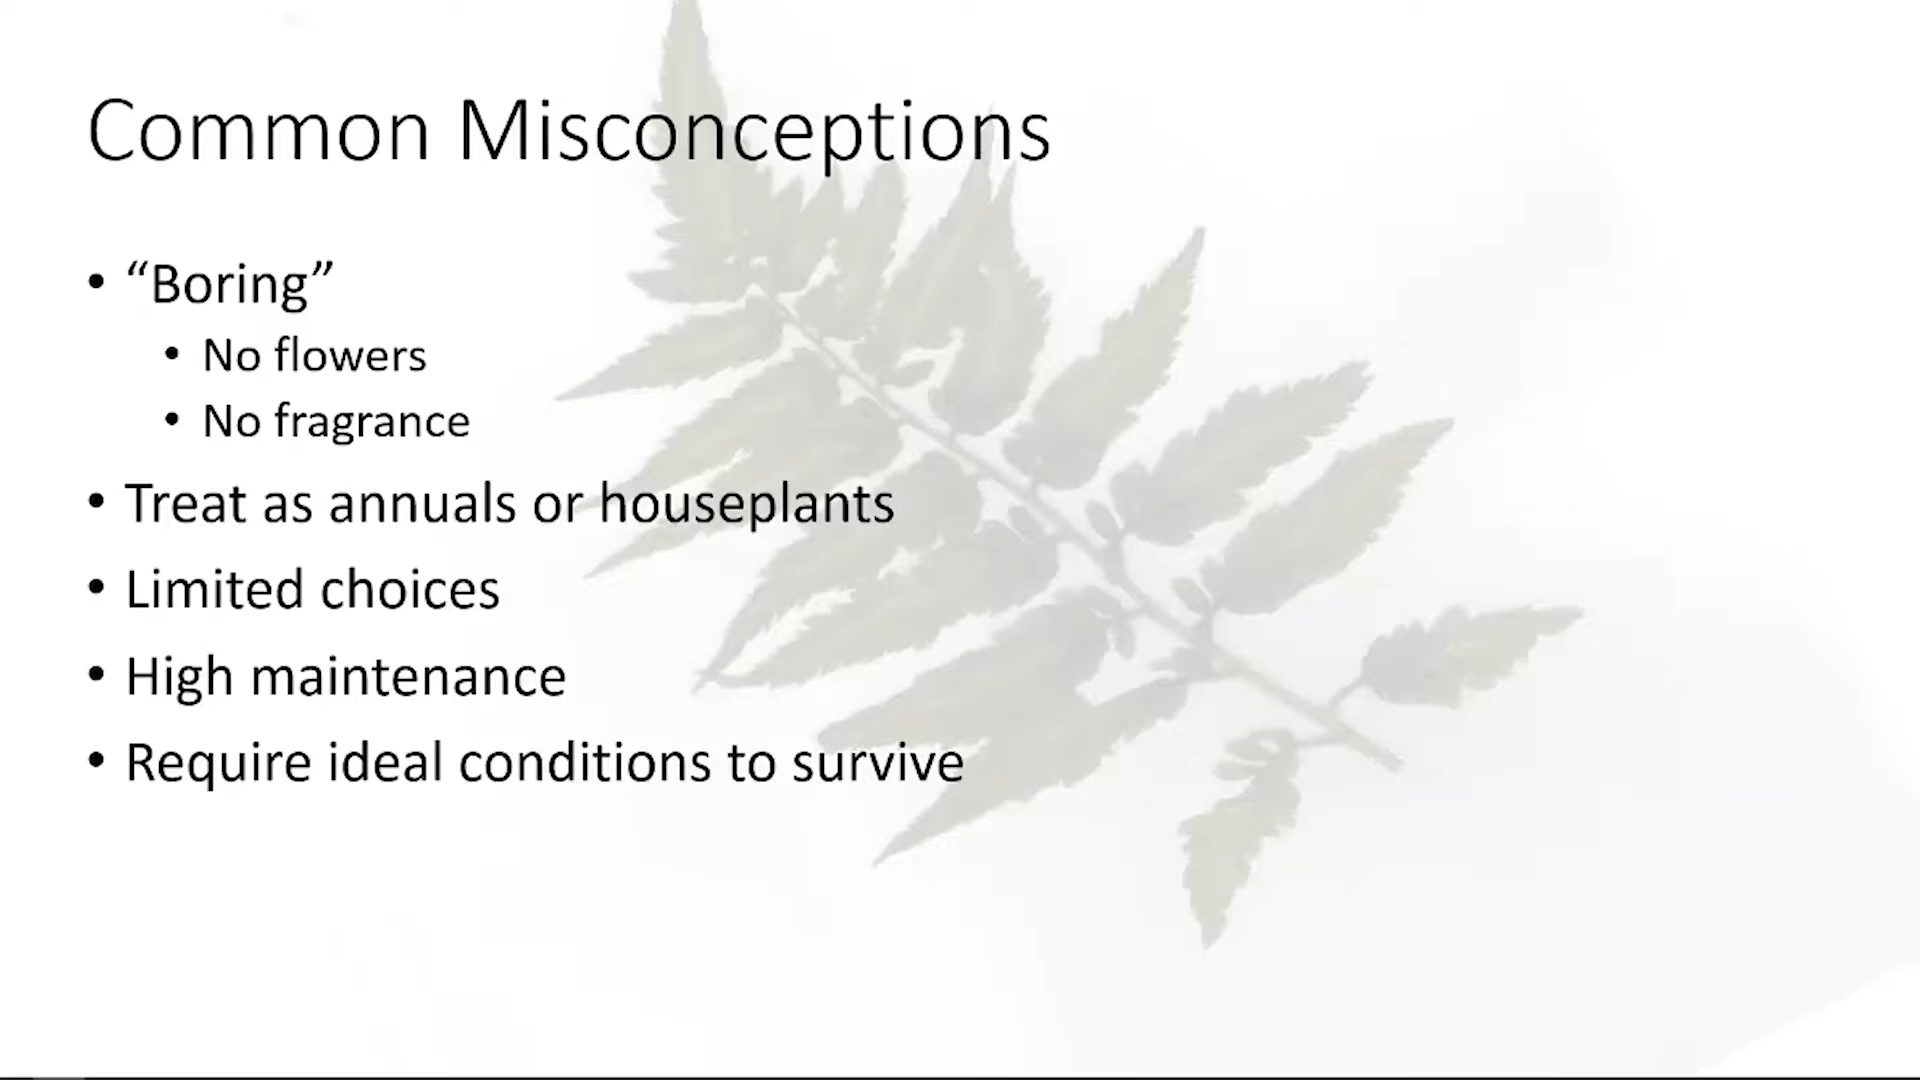 Common Misconceptions
• “Boring”
• No flowers
• No fragrance
• Treat as annuals or houseplants
• Limited choices
• High maintenance
• Require ideal conditions to survive